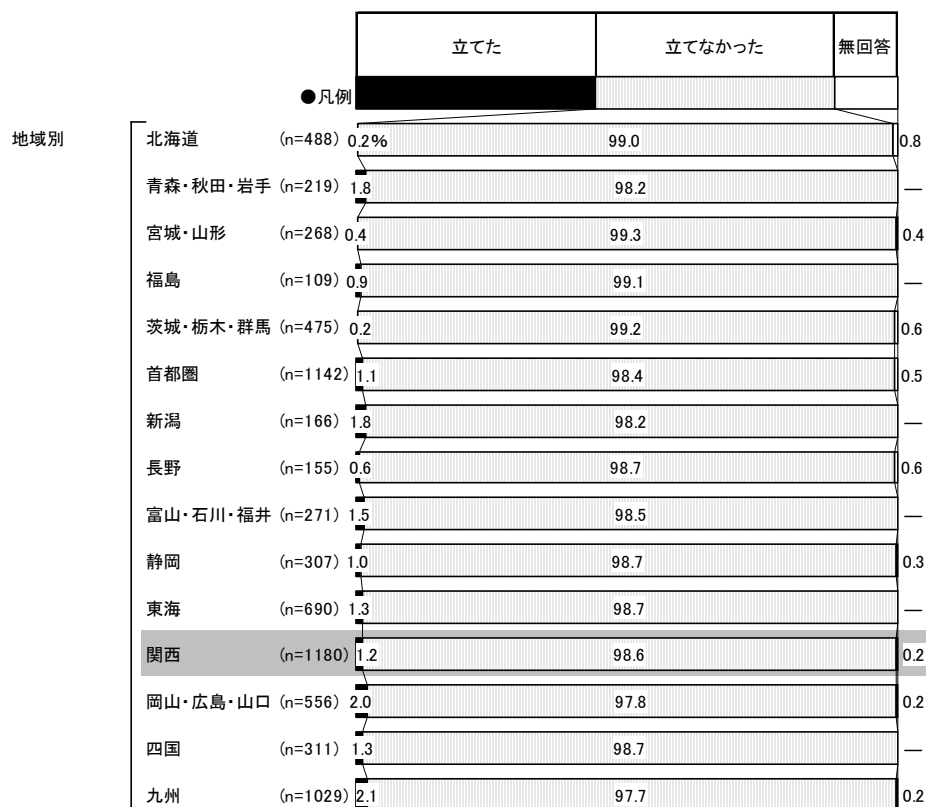 立てた 立てなかった 無回答
●凡例
地域別 北海道 (n=488) 0.2% 99.0 0.8
青森・秋田・岩手 (n=219) 1.8 98.2 —
宮城・山形 (n=268) 0.4 99.3 0.4
福島 (n=109) 0.9 99.1 —
茨城・栃木・群馬 (n=475) 0.2 99.2 0.6
首都圏 (n=1142) 1.1 98.4 0.5
新潟 (n=166) 1.8 98.2 —
長野 (n=155) 0.6 98.7 0.6
富山・石川・福井 (n=271) 1.5 98.5 —
静岡 (n=307) 1.0 98.7 0.3
東海 (n=690) 1.3 98.7 —
関西 (n=1180) 1.2 98.6 0.2
岡山・広島・山口 (n=556) 2.0 97.8 0.2
四国 (n=311) 1.3 98.7 —
九州 (n=1029) 2.1 97.7 0.2